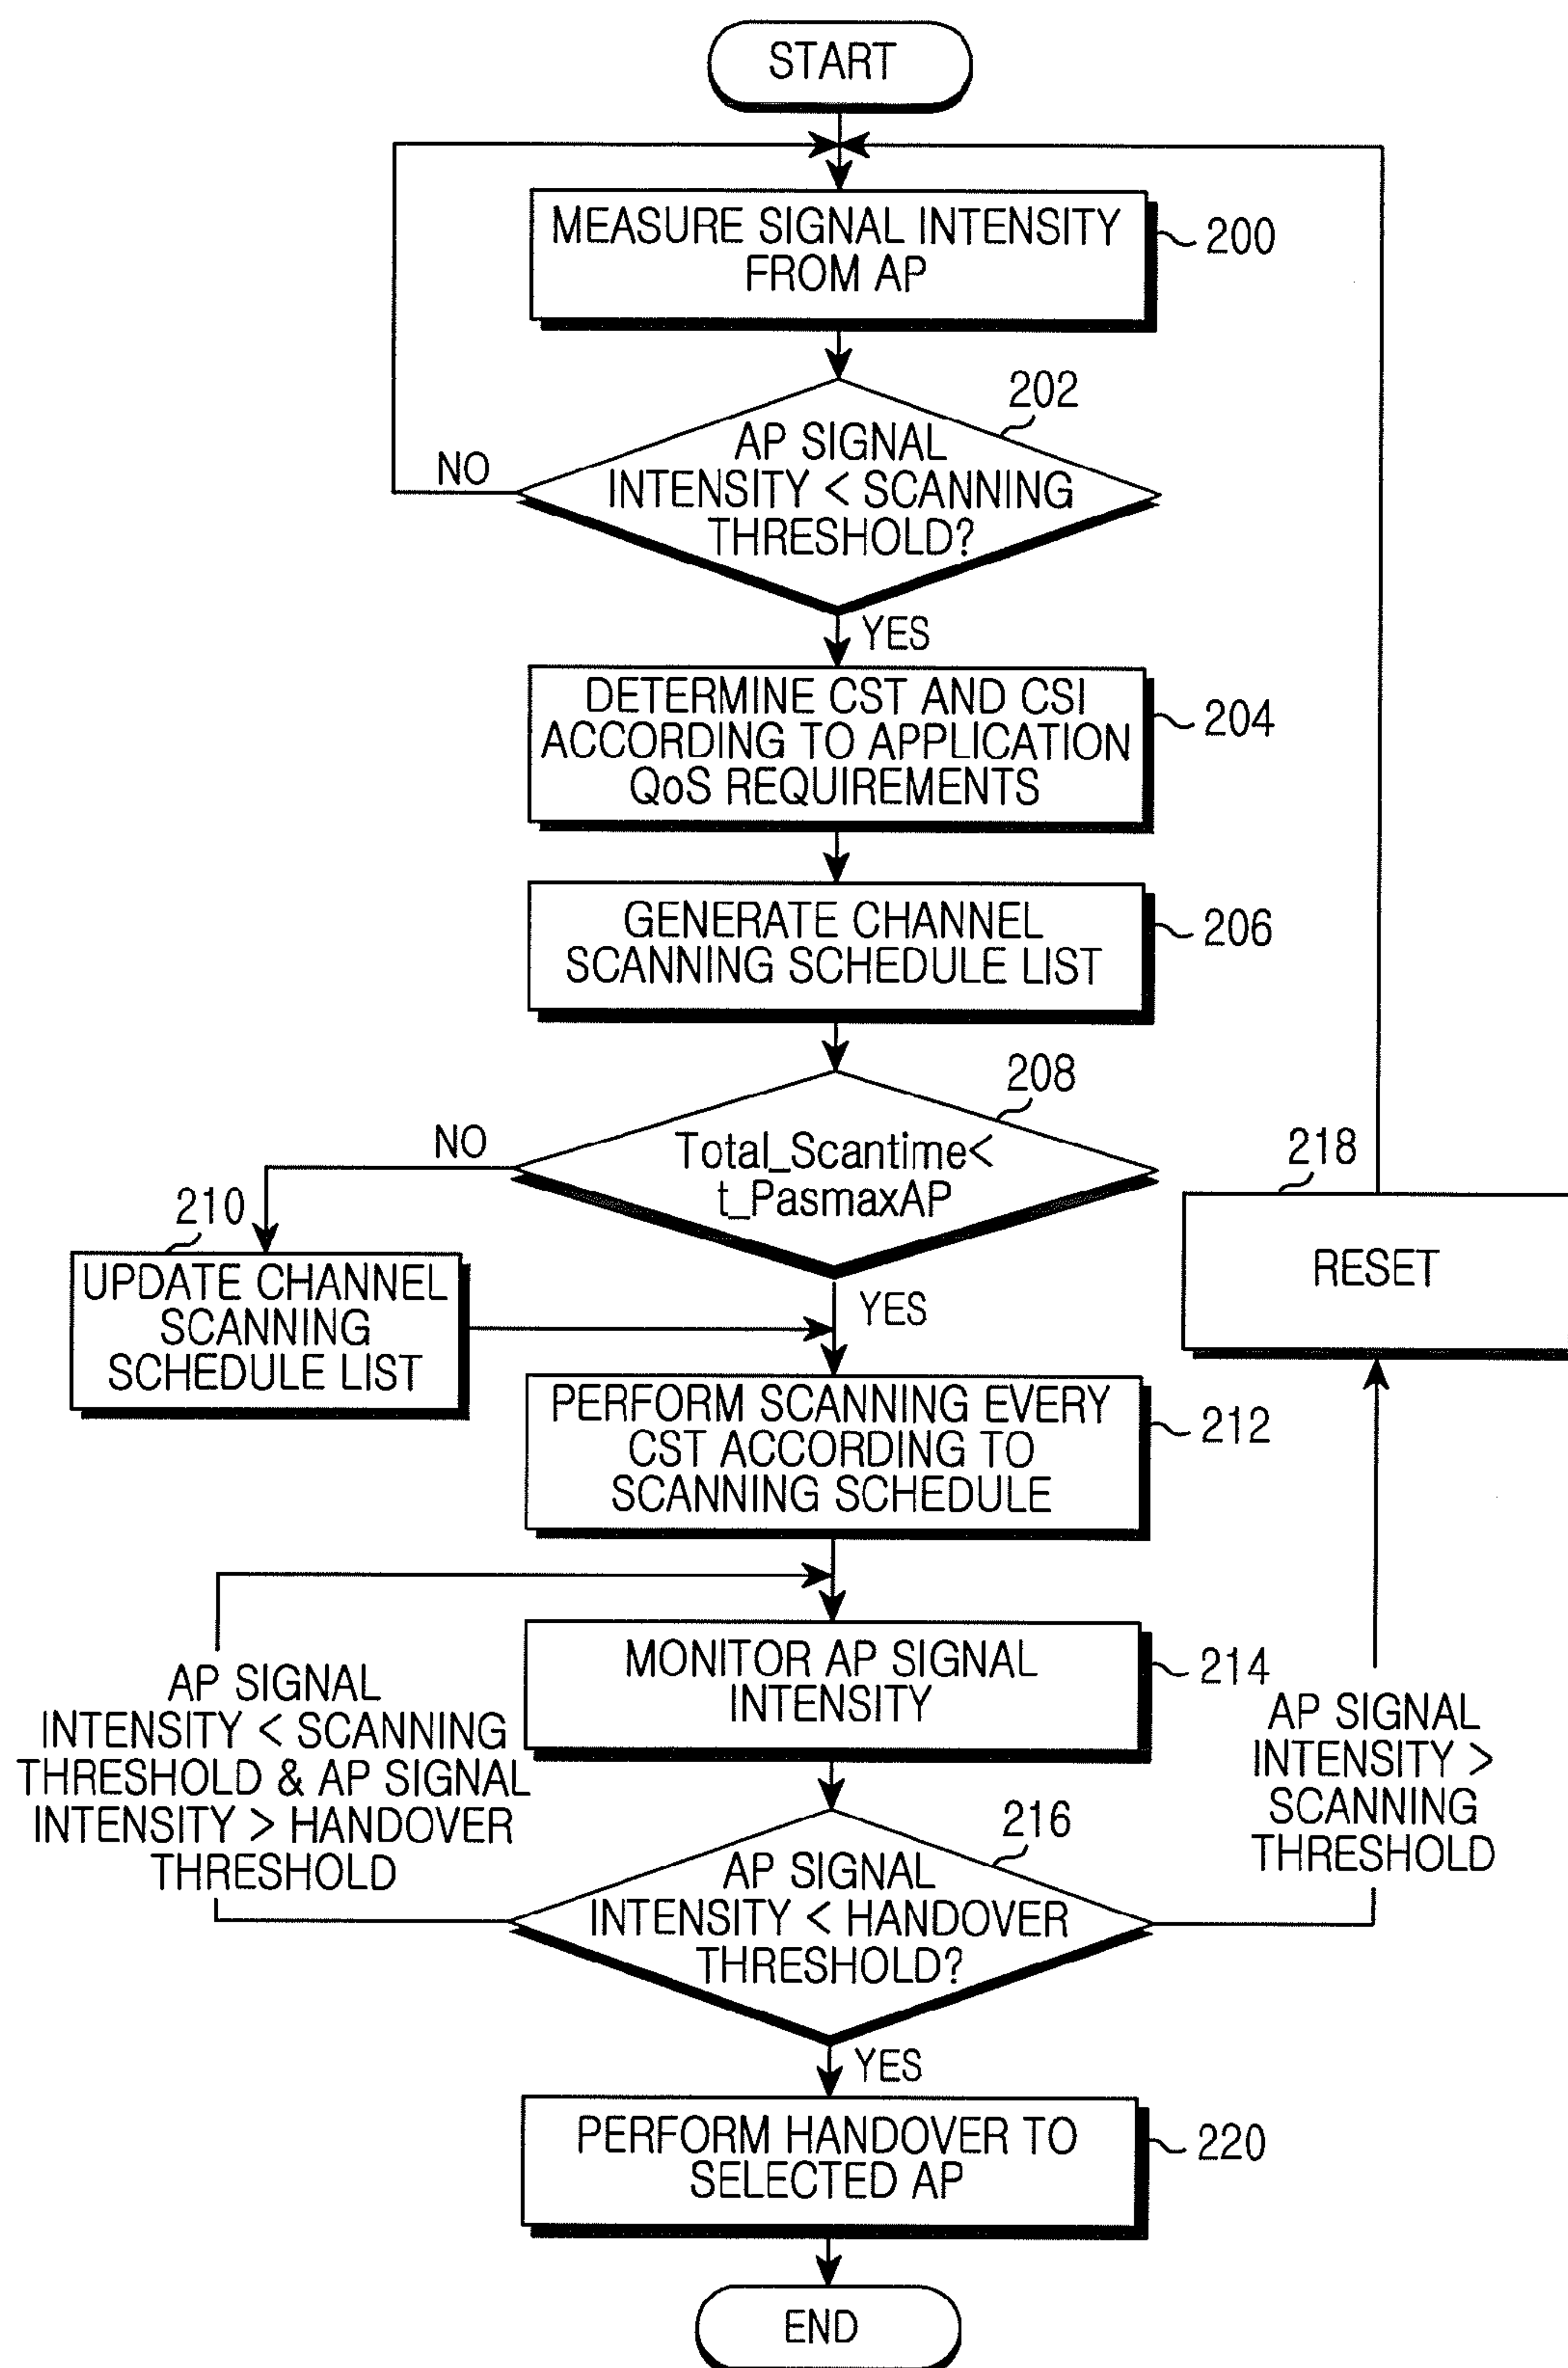 START
MEASURE SIGNAL INTENSITY
FROM AP
200
202
AP SIGNAL
INTENSITY < SCANNING
THRESHOLD?
NO
YES
DETERMINE CST AND CSI
ACCORDING TO APPLICATION
QoS REQUIREMENTS
204
GENERATE CHANNEL
SCANNING SCHEDULE LIST
206
208
Total_Scantime<
t_PasmaxAP
NO
YES
210
UPDATE CHANNEL
SCANNING
SCHEDULE LIST
218
RESET
PERFORM SCANNING EVERY
CST ACCORDING TO
SCANNING SCHEDULE
212
MONITOR AP SIGNAL
INTENSITY
214
AP SIGNAL
INTENSITY < SCANNING
THRESHOLD & AP SIGNAL
INTENSITY > HANDOVER
THRESHOLD
AP SIGNAL
INTENSITY >
SCANNING
THRESHOLD
216
AP SIGNAL
INTENSITY < HANDOVER
THRESHOLD?
YES
PERFORM HANDOVER TO
SELECTED AP
220
END